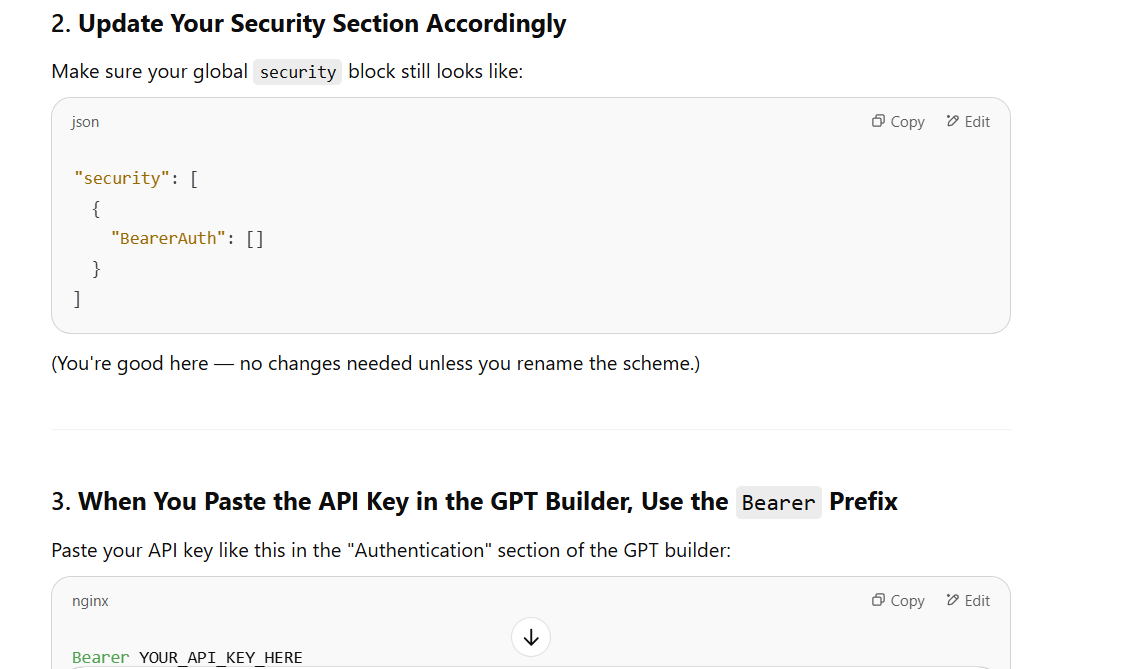 2. Update Your Security Section Accordingly
Make sure your global security block still looks like:
json
Copy
Edit
"security": [
  {
    "BearerAuth": []
  }
]
(You're good here — no changes needed unless you rename the scheme.)
3. When You Paste the API Key in the GPT Builder, Use the Bearer Prefix
Paste your API key like this in the "Authentication" section of the GPT builder:
nginx
Copy
Edit
Bearer YOUR_API_KEY_HERE